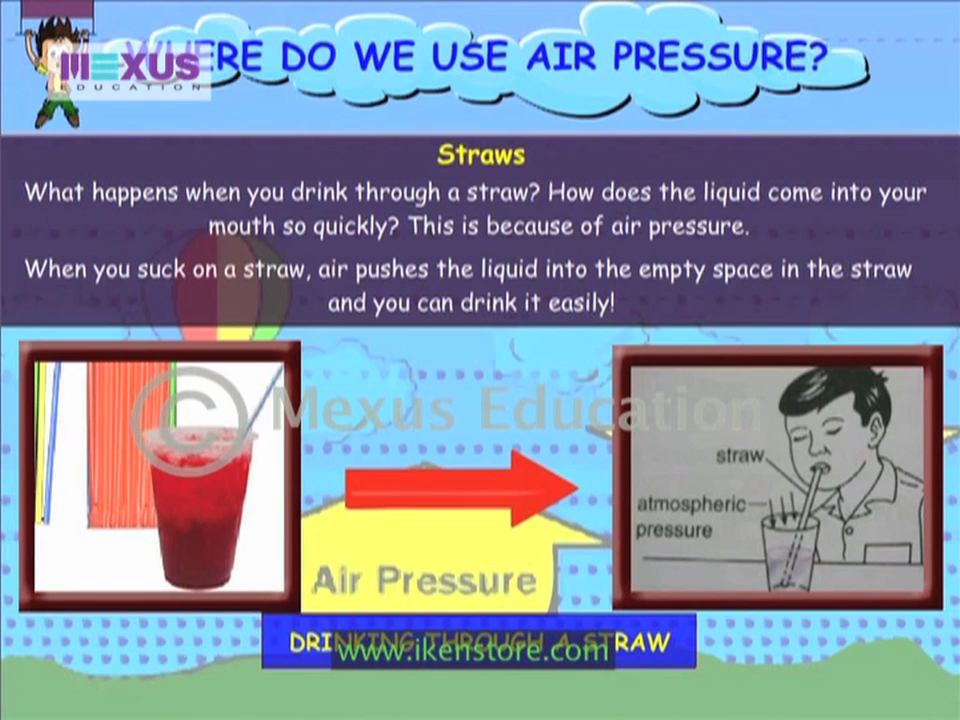 WHERE DO WE USE AIR PRESSURE?
MEXUS
EDUCATION
Straws
What happens when you drink through a straw? How does the liquid come into your
mouth so quickly? This is because of air pressure.
When you suck on a straw, air pushes the liquid into the empty space in the straw
and you can drink it easily!
© Mexus Education
straw
atmospheric
pressure
Air Pressure
DRINKING THROUGH A STRAW
www.ikenstore.com